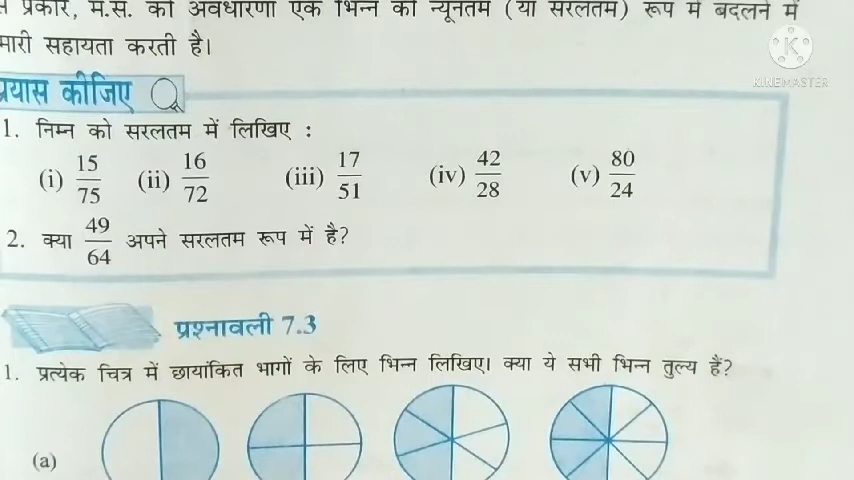 प्रकार, म.स. की अवधारणा एक भिन्न को न्यूनतम (या सरलतम) रूप में बदलने में
मारी सहायता करती है।
KINEMASTER
प्रयास कीजिए
1. निम्न को सरलतम में लिखिए :
(i) 15/75 (ii) 16/72 (iii) 17/51 (iv) 42/28 (v) 80/24
2. क्या 49/64 अपने सरलतम रूप में है?
प्रश्नावली 7.3
1. प्रत्येक चित्र में छायांकित भागों के लिए भिन्न लिखिए। क्या ये सभी भिन्न तुल्य हैं?
(a)